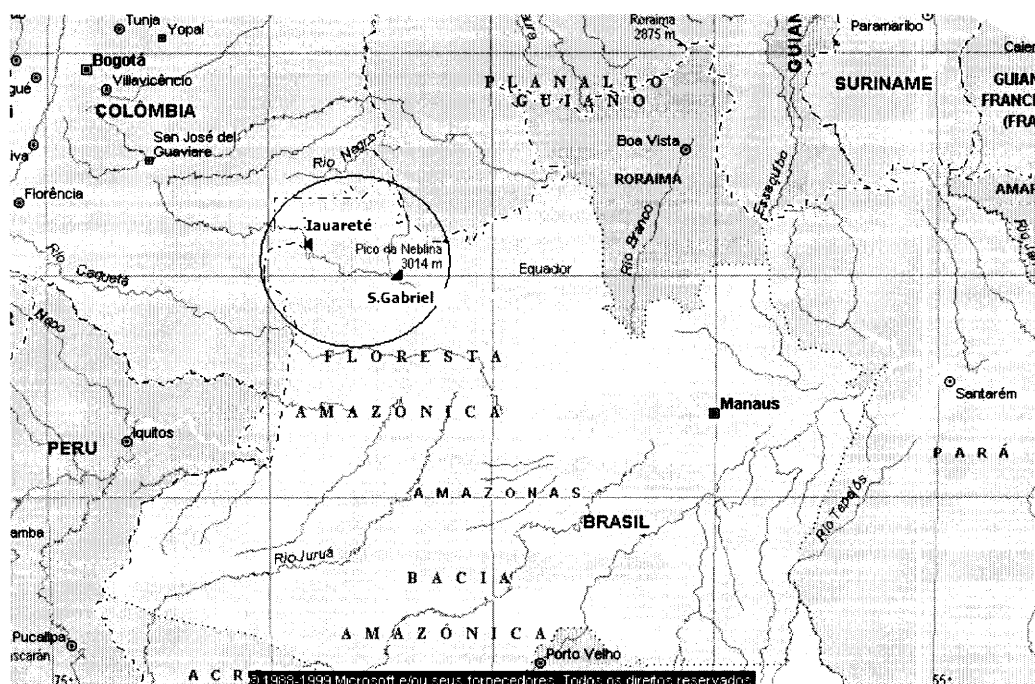 Tunja
Yopal
Bogotá
Villavicêncio
COLÔMBIA
San José del
Guaviare
Florência
Rio Negro
Roraima
2875 m
PLANALTO
GUIANO
Boa Vista
RORAIMA
Rio Branco
Essequibo
Paramaribo
SURINAME
GUIAN
FRANC
(FRA
AMA
Iauareté
Pico da Neblina
3014 m
S.Gabriel
Equador
Rio
Caquetá
Napo
FLORESTA
AMAZÔNICA
Manaus
Santarém
PARÁ
Iquitos
PERU
AMAZONAS
BRASIL
Rio Tapajós
Rio Juruá
BACIA
AMAZÔNICA
Pucallpa
Porto Velho
ACR
75°
55°
© 1988-1999 Microsoft e/ou seus fornecedores. Todos os direitos reservados.